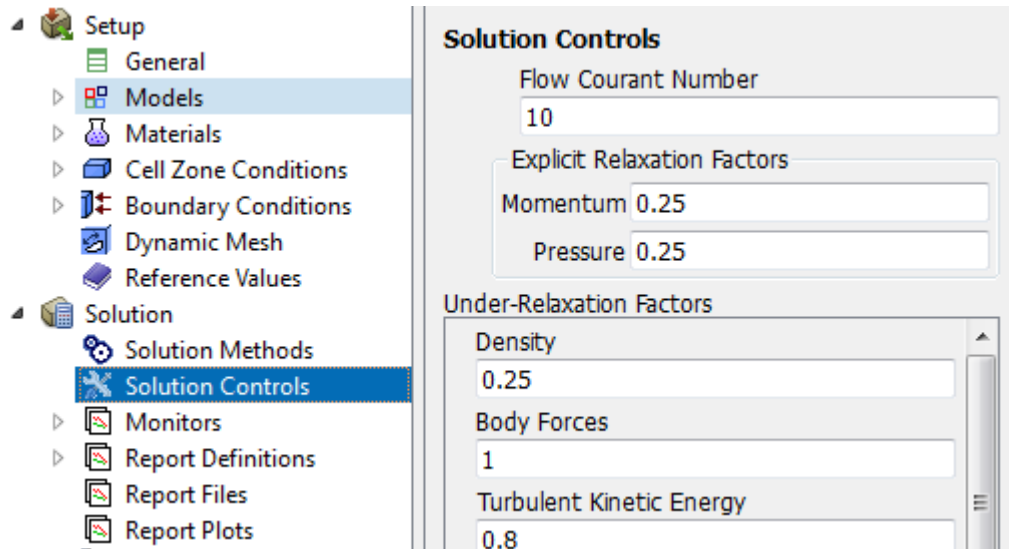 Setup
General
Models
Materials
Cell Zone Conditions
Boundary Conditions
Dynamic Mesh
Reference Values
Solution
Solution Methods
Solution Controls
Monitors
Report Definitions
Report Files
Report Plots
Solution Controls
Flow Courant Number
10
Explicit Relaxation Factors
Momentum 0.25
Pressure 0.25
Under-Relaxation Factors
Density
0.25
Body Forces
1
Turbulent Kinetic Energy
0.8